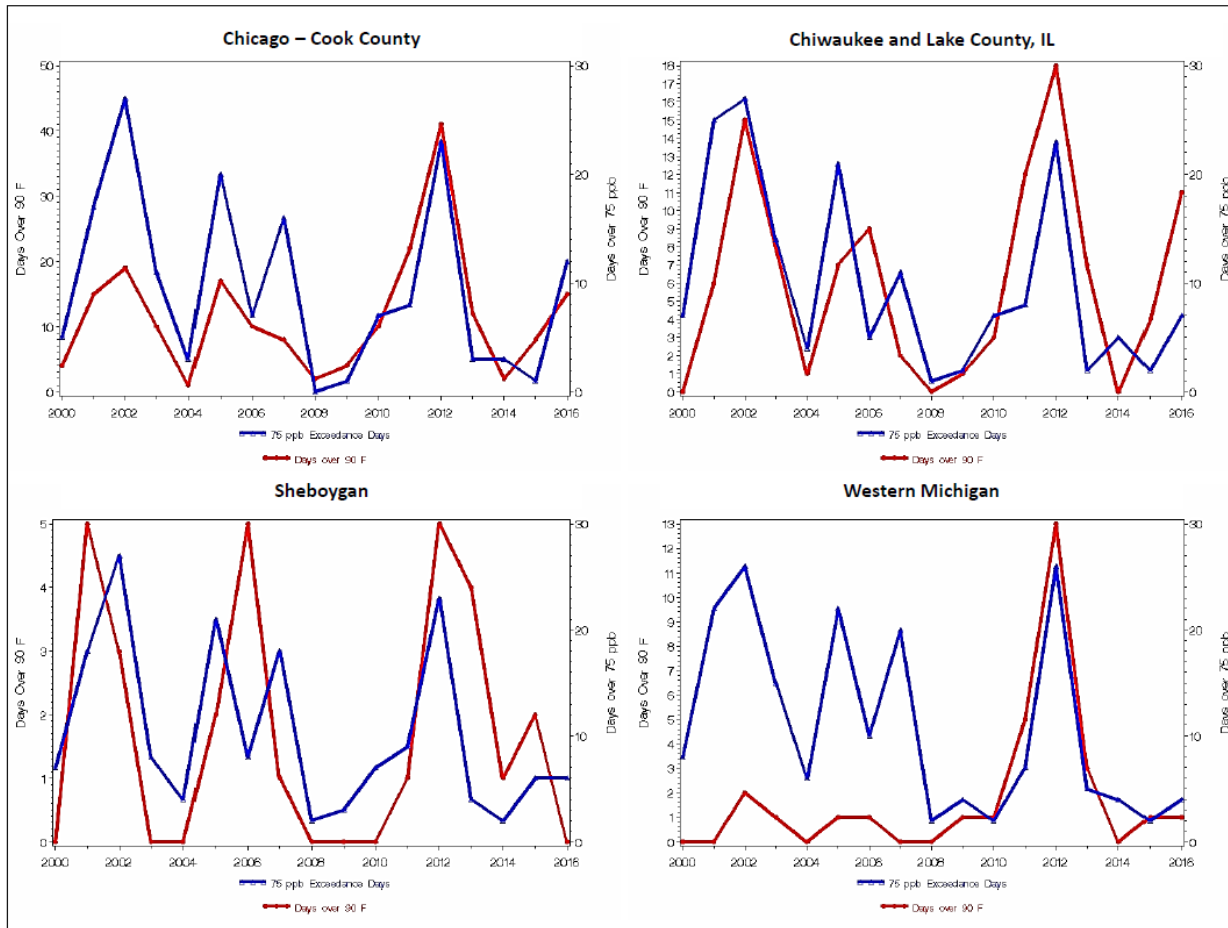 Chicago – Cook County
50
40
30
20
10
0
Days Over 90 F
30
20
10
0
Days over 75 ppb
2000 2002 2004 2006 2008 2010 2012 2014 2016
75 ppb Exceedance Days
Days over 90 F
Chiwaukee and Lake County, IL
18
17
16
15
14
13
12
11
10
9
8
7
6
5
4
3
2
1
0
Days Over 90 F
30
20
10
0
Days over 75 ppb
2000 2002 2004 2006 2008 2010 2012 2014 2016
75 ppb Exceedance Days
Days over 90 F
Sheboygan
5
4
3
2
1
0
Days Over 90 F
30
20
10
0
Days over 75 ppb
2000 2002 2004 2006 2008 2010 2012 2014 2016
75 ppb Exceedance Days
Days over 90 F
Western Michigan
13
12
11
10
9
8
7
6
5
4
3
2
1
0
Days Over 90 F
30
20
10
0
Days over 75 ppb
2000 2002 2004 2006 2008 2010 2012 2014 2016
75 ppb Exceedance Days
Days over 90 F